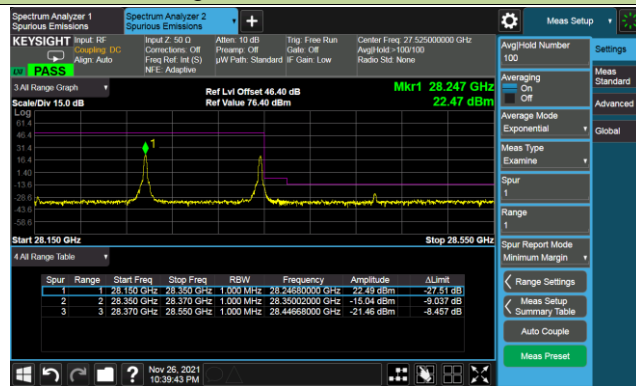 Spectrum Analyzer 1
Spurious Emissions
Spectrum Analyzer 2
Spurious Emissions
Meas Setup
KEYSIGHT
Input: RF
Coupling: DC
Align: Auto
Input Z: 50 Ω
Corrections: Off
Freq Ref: Int (S)
NFE: Adaptive
Atten: 10 dB
Preamp: Off
µW Path: Standard
Trig: Free Run
Gate: Off
IF Gain: Low
Center Freq: 27.525000000 GHz
Avg|Hold:>100/100
Radio Std: None
PASS
3 All Range Graph
Scale/Div 15.0 dB
Ref Lvl Offset 46.40 dB
Ref Value 76.40 dBm
Mkr1 28.247 GHz
22.47 dBm
Log
61.4
46.4
31.4
16.4
1.40
-13.6
-28.6
-43.6
-58.6
1
Start 28.150 GHz
Stop 28.550 GHz
4 All Range Table
Spur Range Start Freq Stop Freq RBW Frequency Amplitude ΔLimit
1 1 28.150 GHz 28.350 GHz 1.000 MHz 28.24680000 GHz 22.49 dBm -27.51 dB
2 2 28.350 GHz 28.370 GHz 1.000 MHz 28.35002000 GHz -15.04 dBm -9.037 dB
3 3 28.370 GHz 28.550 GHz 1.000 MHz 28.44668000 GHz -21.46 dBm -8.457 dB
Avg|Hold Number
100
Averaging
On
Off
Average Mode
Exponential
Meas Type
Examine
Spur
1
Range
1
Spur Report Mode
Minimum Margin
Range Settings
Meas Setup
Summary Table
Auto Couple
Meas Preset
Settings
Meas
Standard
Advanced
Global
?
Nov 26, 2021
10:39:43 PM